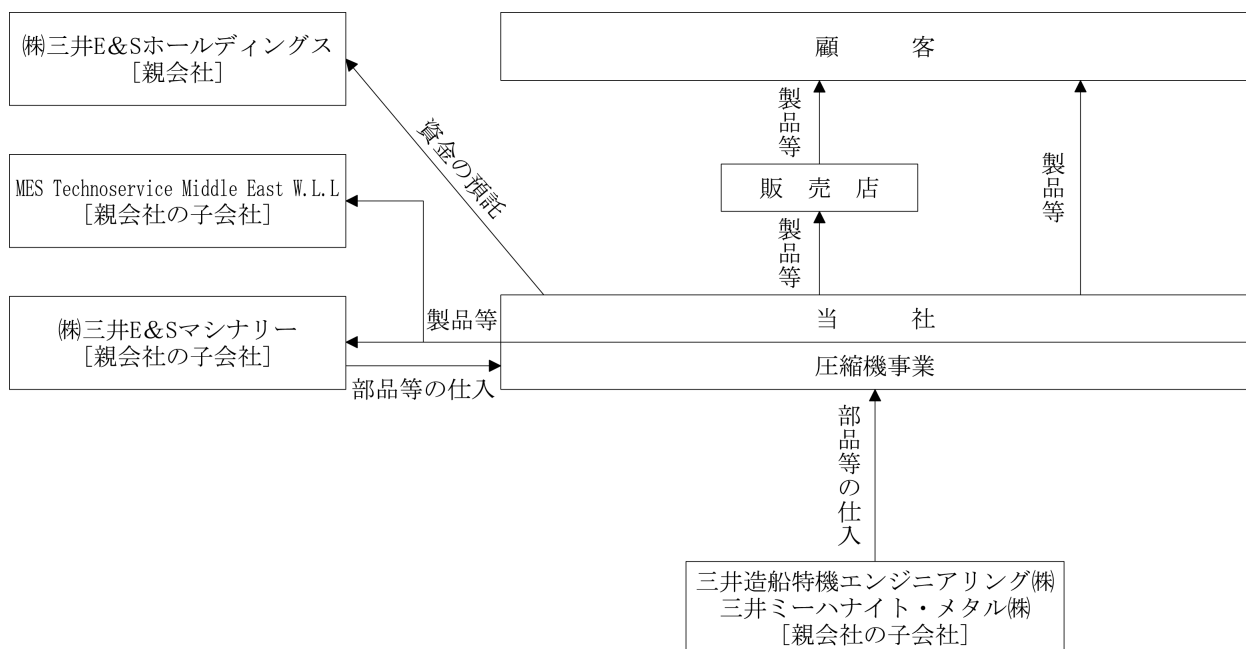 ㈱三井E&Sホールディングス
[親会社]
顧客
製品等
資金の預託
MES Technoservice Middle East W.L.L
[親会社の子会社]
販売店
製品等
製品等
㈱三井E&Sマシナリー
[親会社の子会社]
製品等
当社
圧縮機事業
部品等の仕入
部品等の仕入
三井造船特機エンジニアリング㈱
三井ミーハナイト・メタル㈱
[親会社の子会社]